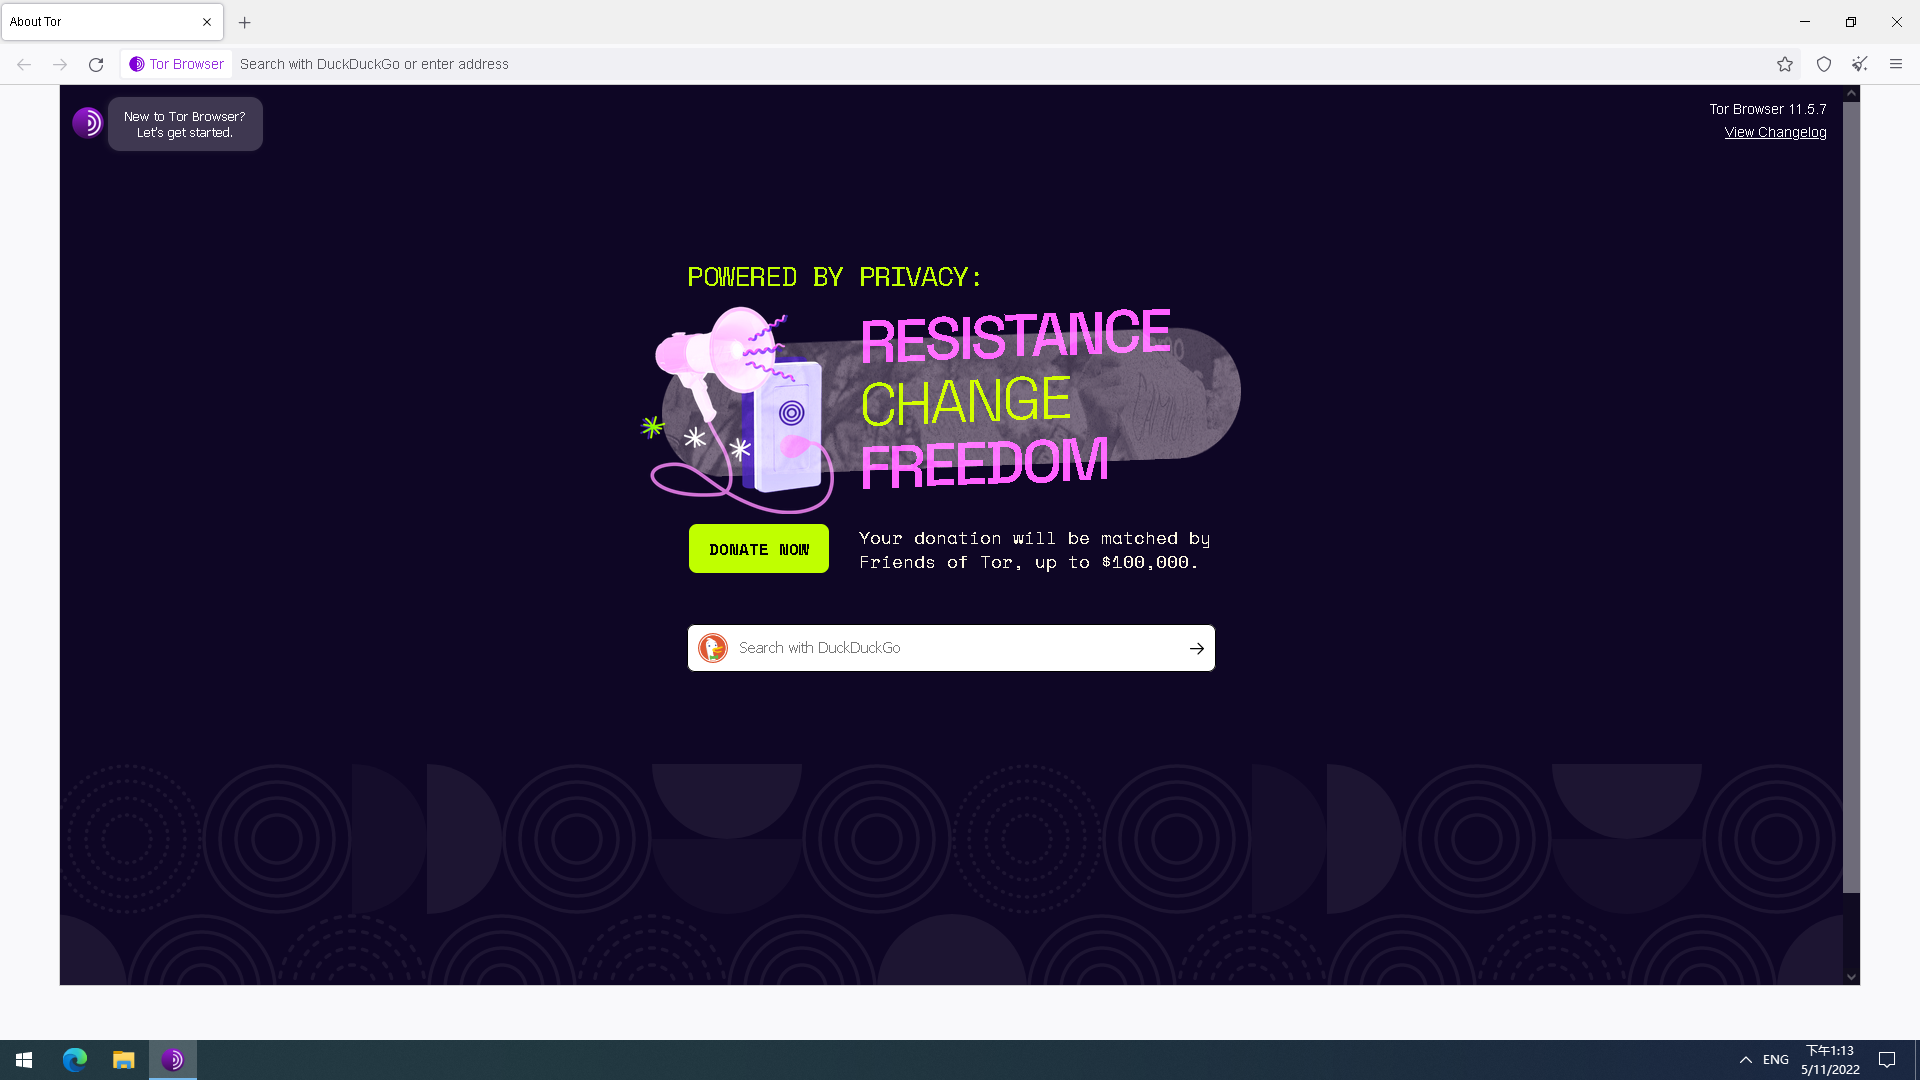 About Tor
Tor Browser
Search with DuckDuckGo or enter address
New to Tor Browser?
Let's get started.
Tor Browser 11.5.7
View Changelog
POWERED BY PRIVACY:
RESISTANCE
CHANGE
FREEDOM
DONATE NOW
Your donation will be matched by
Friends of Tor, up to $100,000.
Search with DuckDuckGo
ENG
下午1:13
5/11/2022